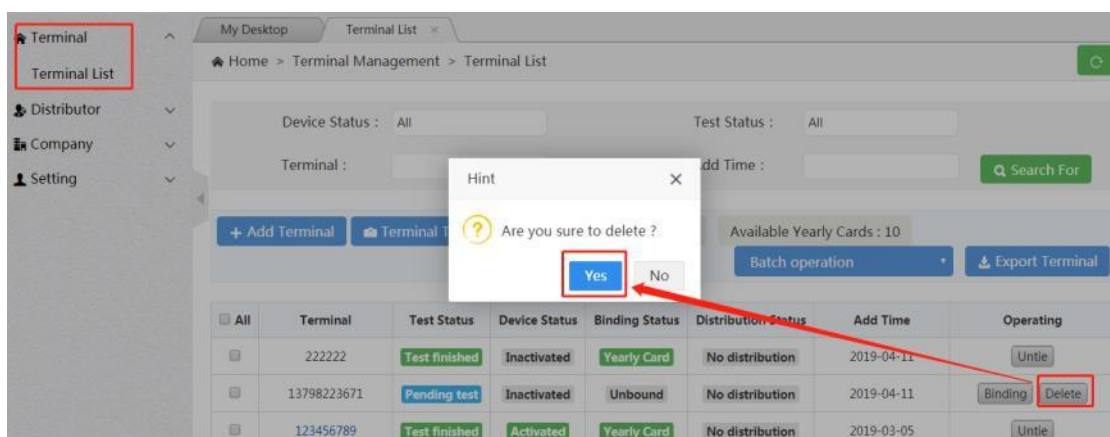 Terminal
Terminal List
Distributor
Company
Setting
My Desktop Terminal List ×
Home > Terminal Management > Terminal List
Device Status : All Test Status : All
Terminal : dd Time : Search For
Hint
Are you sure to delete ?
Yes No
+ Add Terminal Terminal T Available Yearly Cards : 10
Batch operation Export Terminal
All Terminal Test Status Device Status Binding Status Distribution Status Add Time Operating
222222 Test finished Inactivated Yearly Card No distribution 2019-04-11 Untie
13798223671 Pending test Inactivated Unbound No distribution 2019-04-11 Binding Delete
123456789 Test finished Activated Yearly Card No distribution 2019-03-05 Untie